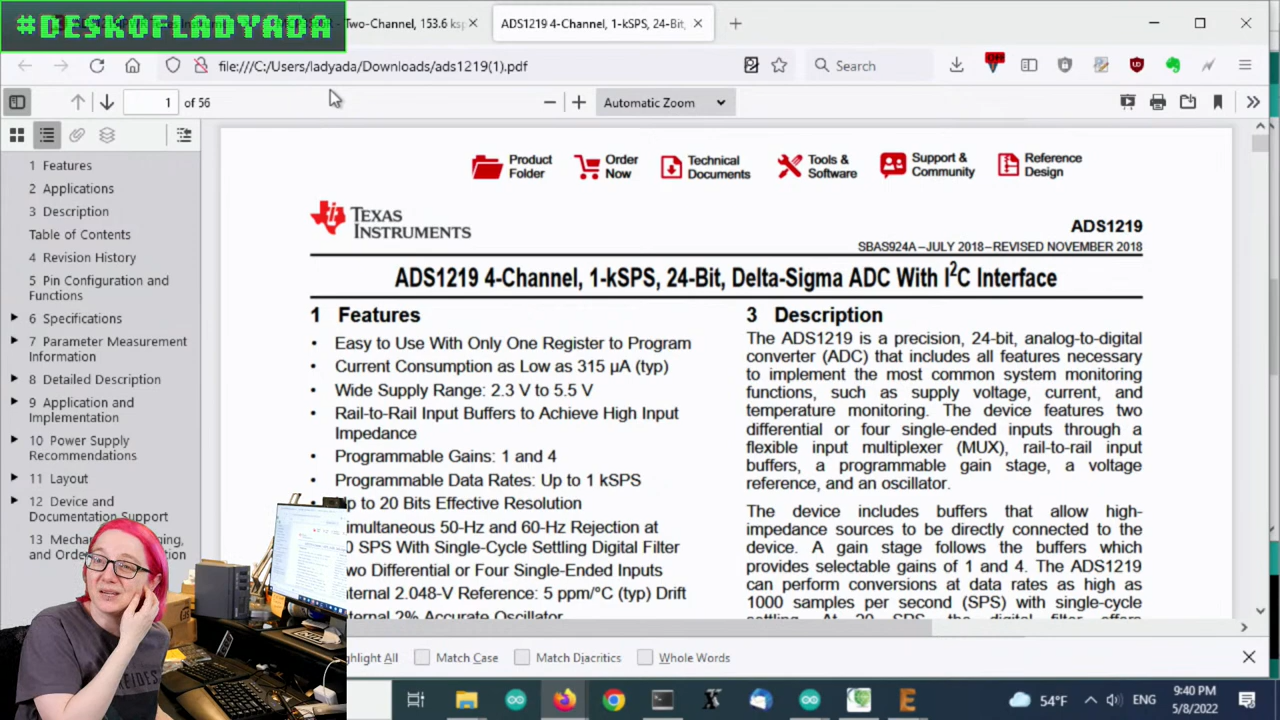 #DESKOFLADYADA
- Two-Channel, 153.6 ksp
ADS1219 4-Channel, 1-kSPS, 24-Bit,
file:///C:/Users/ladyada/Downloads/ads1219(1).pdf
Search
1 of 56
Automatic Zoom
1 Features
2 Applications
3 Description
Table of Contents
4 Revision History
5 Pin Configuration and
Functions
6 Specifications
7 Parameter Measurement
Information
8 Detailed Description
9 Application and
Implementation
10 Power Supply
Recommendations
11 Layout
12 Device and
Documentation Support
13
Product
Folder
Order
Now
Technical
Documents
Tools &
Software
Support &
Community
Reference
Design
TEXAS
INSTRUMENTS
ADS1219
SBAS924A–JULY 2018–REVISED NOVEMBER 2018
ADS1219 4-Channel, 1-kSPS, 24-Bit, Delta-Sigma ADC With I2C Interface
1 Features
• Easy to Use With Only One Register to Program
• Current Consumption as Low as 315 µA (typ)
• Wide Supply Range: 2.3 V to 5.5 V
• Rail-to-Rail Input Buffers to Achieve High Input
Impedance
• Programmable Gains: 1 and 4
• Programmable Data Rates: Up to 1 kSPS
to 20 Bits Effective Resolution
50-Hz and 60-Hz Rejection at
SPS With Single-Cycle Settling Digital Filter
Differential or Four Single-Ended Inputs
2.048-V Reference: 5 ppm/°C (typ) Drift
2% Accurate Oscillator
3 Description
The ADS1219 is a precision, 24-bit, analog-to-digital
converter (ADC) that includes all features necessary
to implement the most common system monitoring
functions, such as supply voltage, current, and
temperature monitoring. The device features two
differential or four single-ended inputs through a
flexible input multiplexer (MUX), rail-to-rail input
buffers, a programmable gain stage, a voltage
reference, and an oscillator.
The device includes buffers that allow high-
impedance sources to be directly connected to the
device. A gain stage follows the buffers which
provides selectable gains of 1 and 4. The ADS1219
can perform conversions at data rates as high as
1000 samples per second (SPS) with single-cycle
settling. At 20 SPS, the digital filter offers
All
Match Case
Match Diacritics
Whole Words
54°F
ENG
9:40 PM
5/8/2022